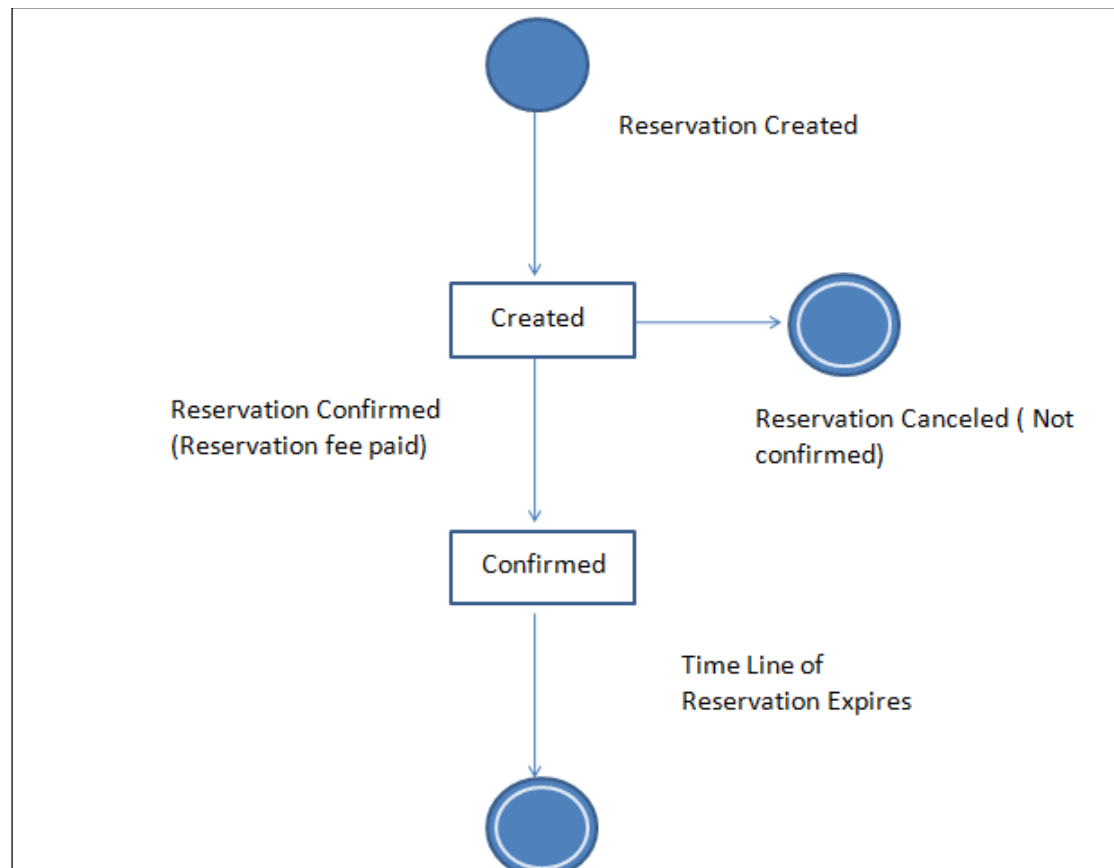 Reservation Created
Created
Reservation Confirmed
(Reservation fee paid)
Reservation Canceled ( Not
confirmed)
Confirmed
Time Line of
Reservation Expires